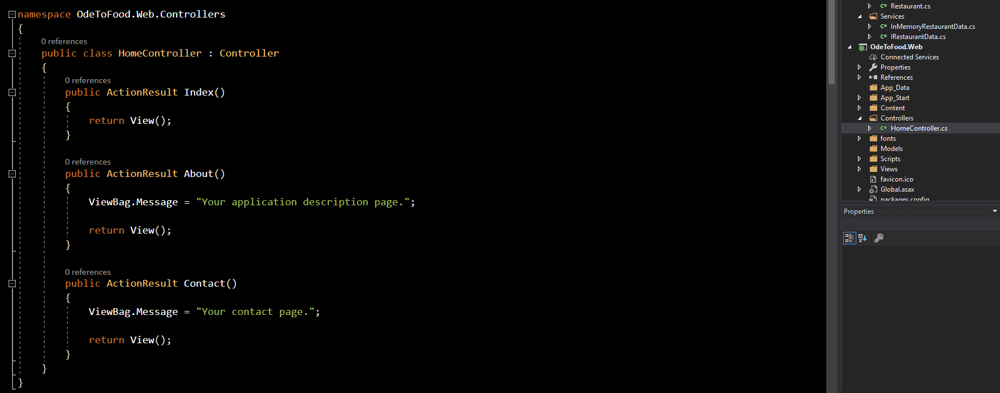 namespace OdeToFood.Web.Controllers
{
0 references
public class HomeController : Controller
{
0 references
public ActionResult Index()
{
return View();
}
0 references
public ActionResult About()
{
ViewBag.Message = "Your application description page.";
return View();
}
0 references
public ActionResult Contact()
{
ViewBag.Message = "Your contact page.";
return View();
}
}
}
C# Restaurant.cs
Services
C# InMemoryRestaurantData.cs
C# IRestaurantData.cs
OdeToFood.Web
Connected Services
Properties
References
App_Data
App_Start
Content
Controllers
C# HomeController.cs
fonts
Models
Scripts
Views
favicon.ico
Global.asax
packages.config
Properties